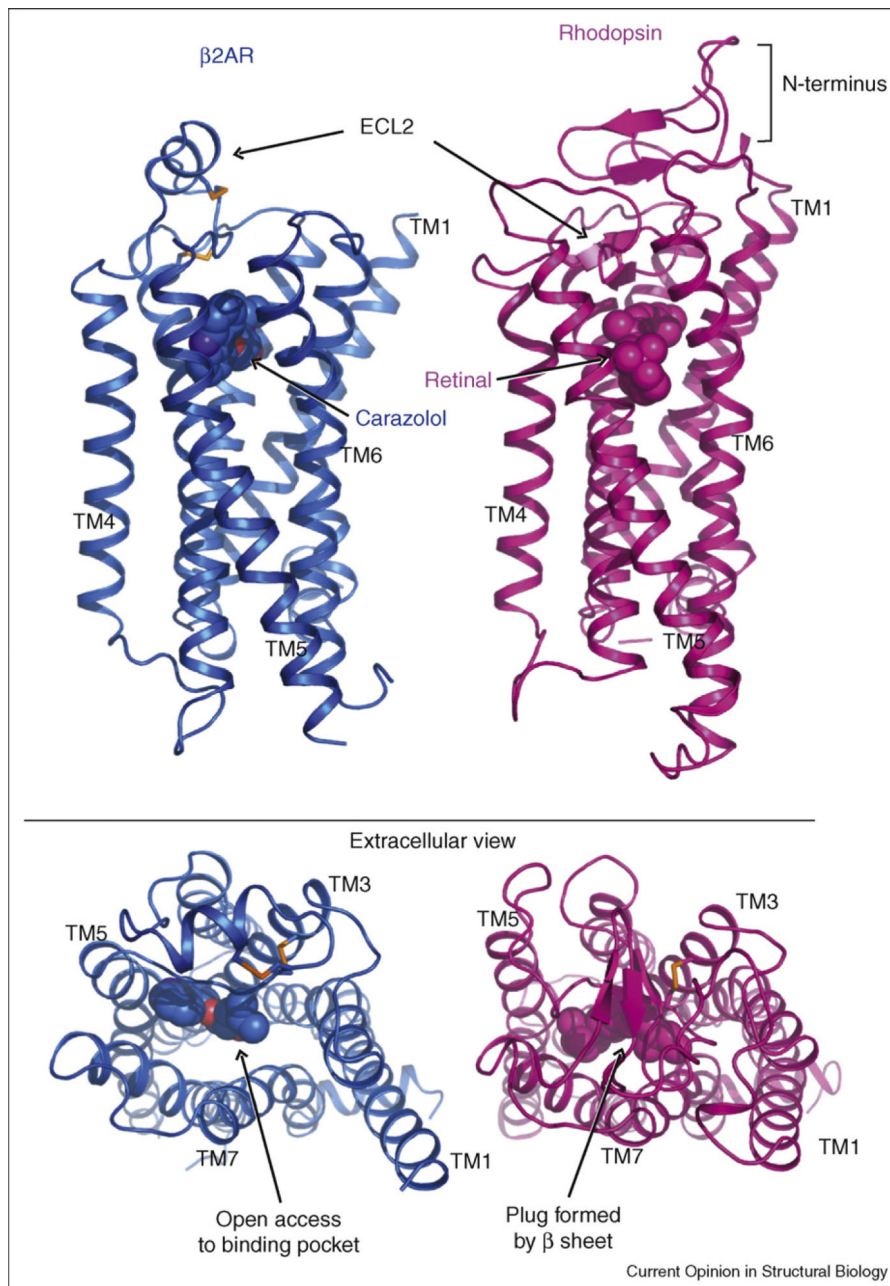 β2AR
Rhodopsin
N-terminus
ECL2
TM1
TM1
Retinal
Carazolol
TM6
TM6
TM4
TM4
TM5
TM5
Extracellular view
TM3
TM3
TM5
TM5
TM7
TM7
TM1
TM1
Open access
to binding pocket
Plug formed
by β sheet
Current Opinion in Structural Biology